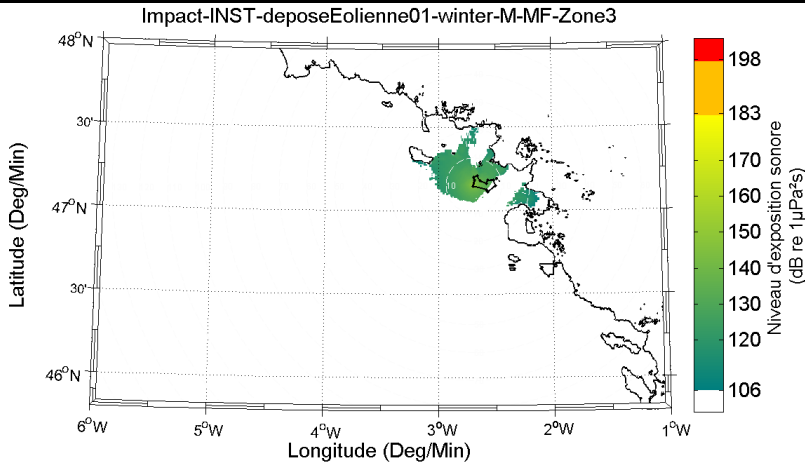 Impact-INST-deposeEolienne01-winter-M-MF-Zone3
48°N
30'
47°N
30'
46°N
6°W
5°W
4°W
3°W
2°W
1°W
Latitude (Deg/Min)
Longitude (Deg/Min)
10
198
183
170
160
150
140
130
120
106
Niveau d'exposition sonore
(dB re 1µPa²s)